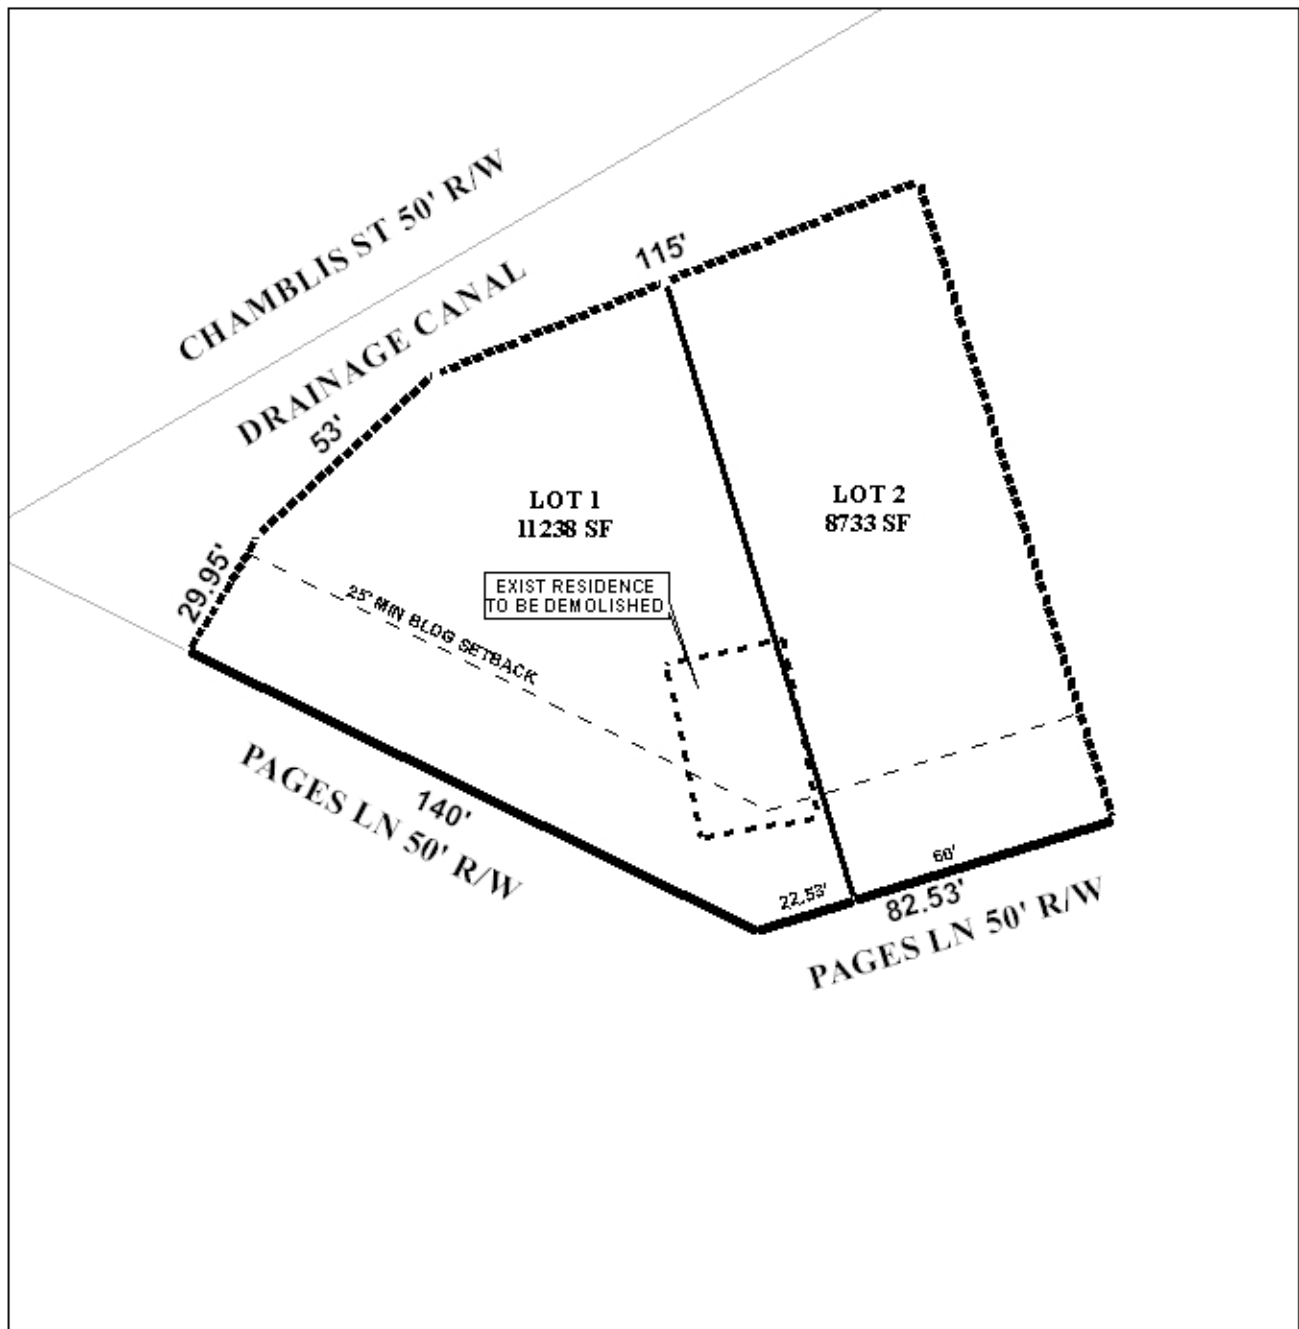 CHAMBLIS ST 50' R/W
DRAINAGE CANAL
115'
53'
29.95'
LOT 1
11238 SF
LOT 2
8733 SF
EXIST RESIDENCE
TO BE DEMOLISHED
25' MIN BLDG SETBACK
140'
PAGES LN 50' R/W
22.53'
60'
82.53'
PAGES LN 50' R/W